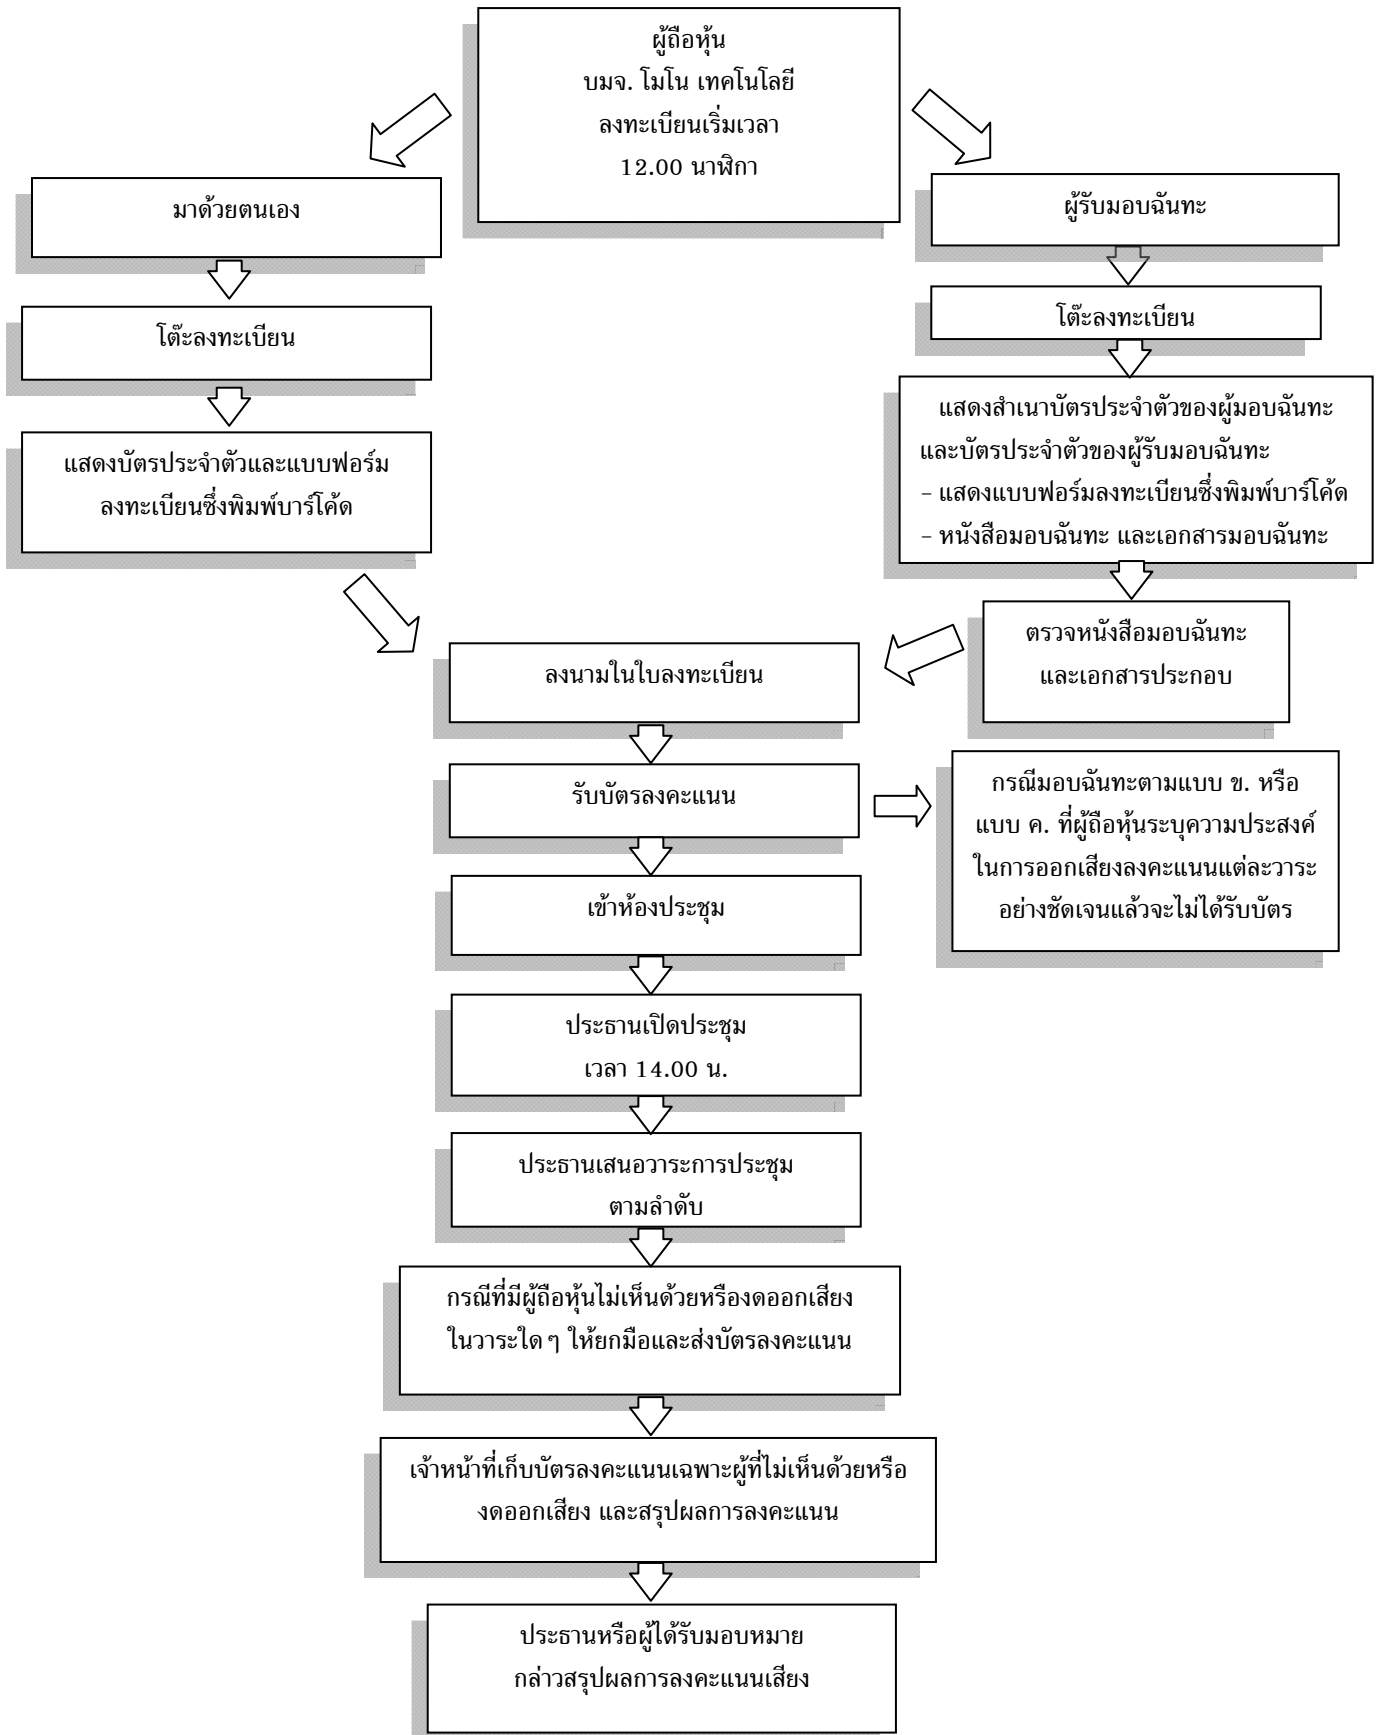 ผู้ถือหุ้น
บมจ. โมโน เทคโนโลยี
ลงทะเบียนเริ่มเวลา
12.00 นาฬิกา
มาด้วยตนเอง
โต๊ะลงทะเบียน
แสดงบัตรประจำตัวและแบบฟอร์ม
ลงทะเบียนซึ่งพิมพ์บาร์โค้ด
ผู้รับมอบฉันทะ
โต๊ะลงทะเบียน
แสดงสำเนาบัตรประจำตัวของผู้มอบฉันทะ
และบัตรประจำตัวของผู้รับมอบฉันทะ
- แสดงแบบฟอร์มลงทะเบียนซึ่งพิมพ์บาร์โค้ด
- หนังสือมอบฉันทะ และเอกสารมอบฉันทะ
ตรวจหนังสือมอบฉันทะ
และเอกสารประกอบ
ลงนามในใบลงทะเบียน
รับบัตรลงคะแนน
กรณีมอบฉันทะตามแบบ ข. หรือ
แบบ ค. ที่ผู้ถือหุ้นระบุความประสงค์
ในการออกเสียงลงคะแนนแต่ละวาระ
อย่างชัดเจนแล้วจะไม่ได้รับบัตร
เข้าห้องประชุม
ประธานเปิดประชุม
เวลา 14.00 น.
ประธานเสนอวาระการประชุม
ตามลำดับ
กรณีที่มีผู้ถือหุ้นไม่เห็นด้วยหรืองดออกเสียง
ในวาระใด ๆ ให้ยกมือและส่งบัตรลงคะแนน
เจ้าหน้าที่เก็บบัตรลงคะแนนเฉพาะผู้ที่ไม่เห็นด้วยหรือ
งดออกเสียง และสรุปผลการลงคะแนน
ประธานหรือผู้ได้รับมอบหมาย
กล่าวสรุปผลการลงคะแนนเสียง